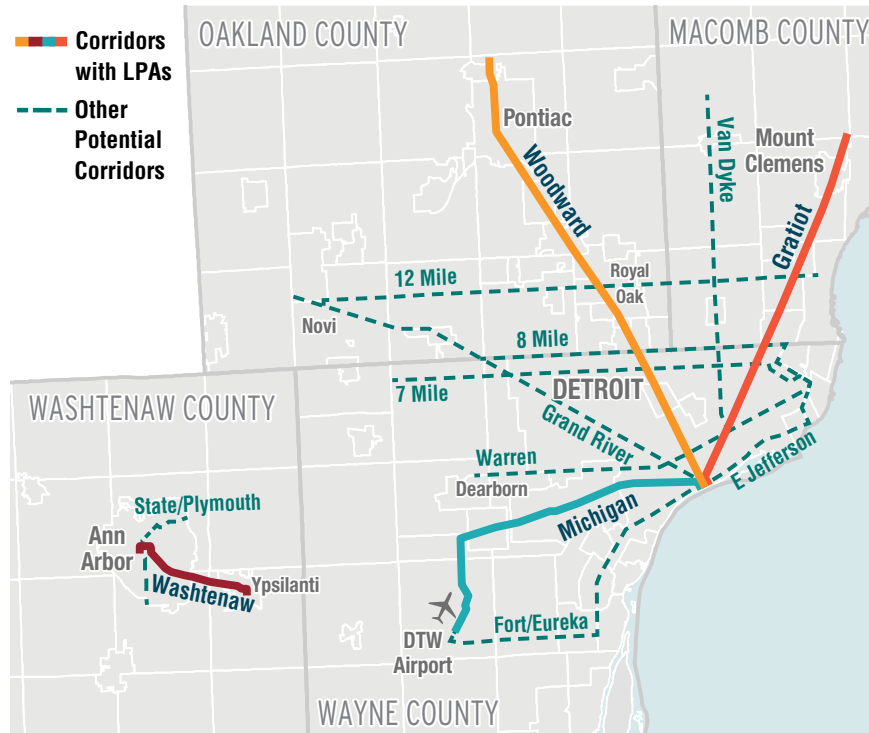 OAKLAND COUNTY
MACOMB COUNTY
Corridors
with LPAs
Other
Potential
Corridors
Pontiac
Woodward
Van Dyke
Mount
Clemens
Gratiot
Royal
Oak
12 Mile
Novi
8 Mile
7 Mile
DETROIT
Grand River
WASHTENAW COUNTY
Warren
Dearborn
E Jefferson
Michigan
State/Plymouth
Ann
Arbor
Washtenaw
Ypsilanti
Fort/Eureka
DTW
Airport
WAYNE COUNTY